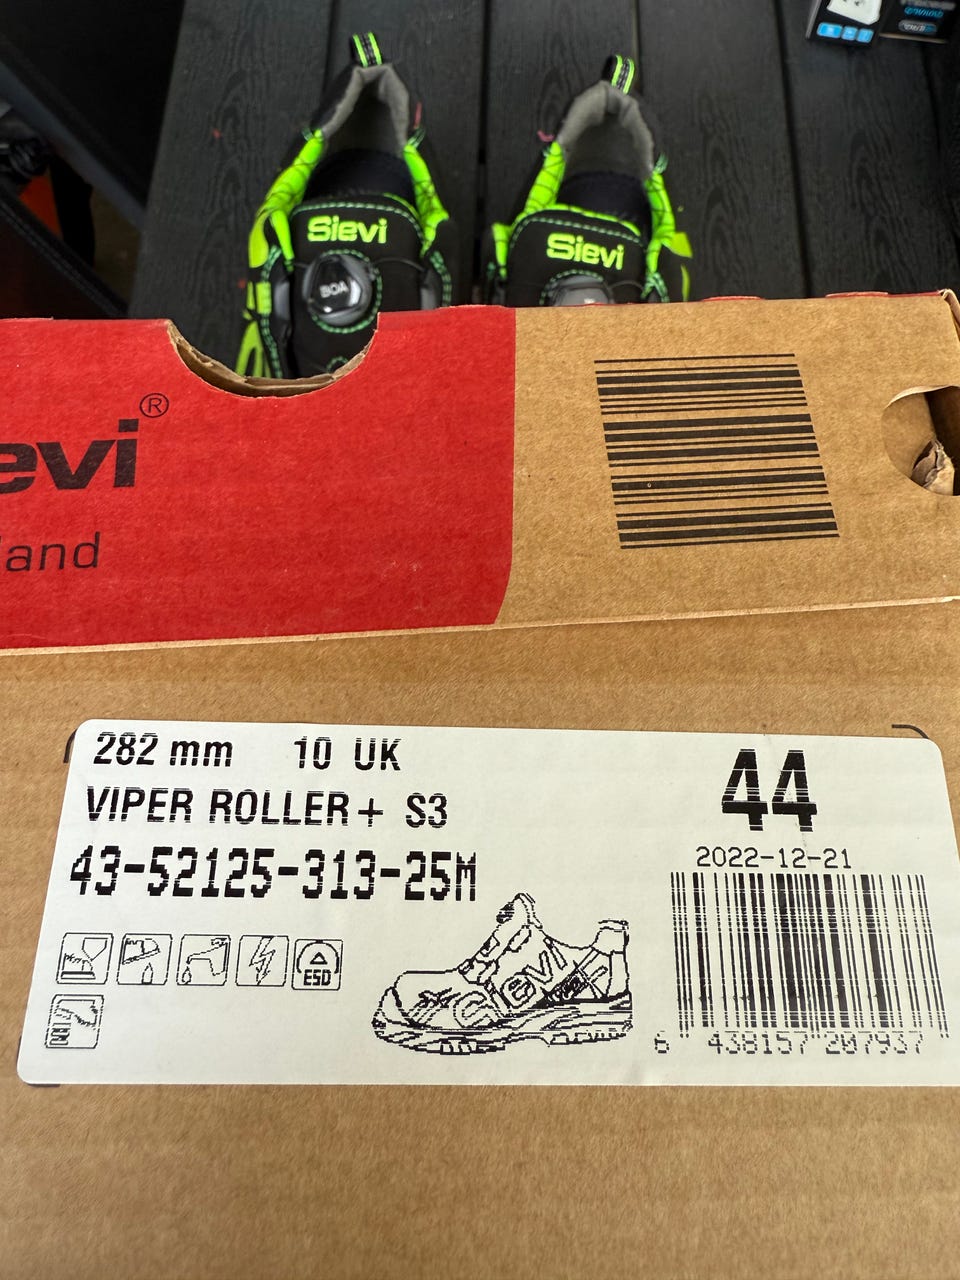 Sievi
Sievi
BOA
evi®
land
282 mm 10 UK
VIPER ROLLER+ S3
43-52125-313-25M
44
2022-12-21
ESD
6 438157 207937